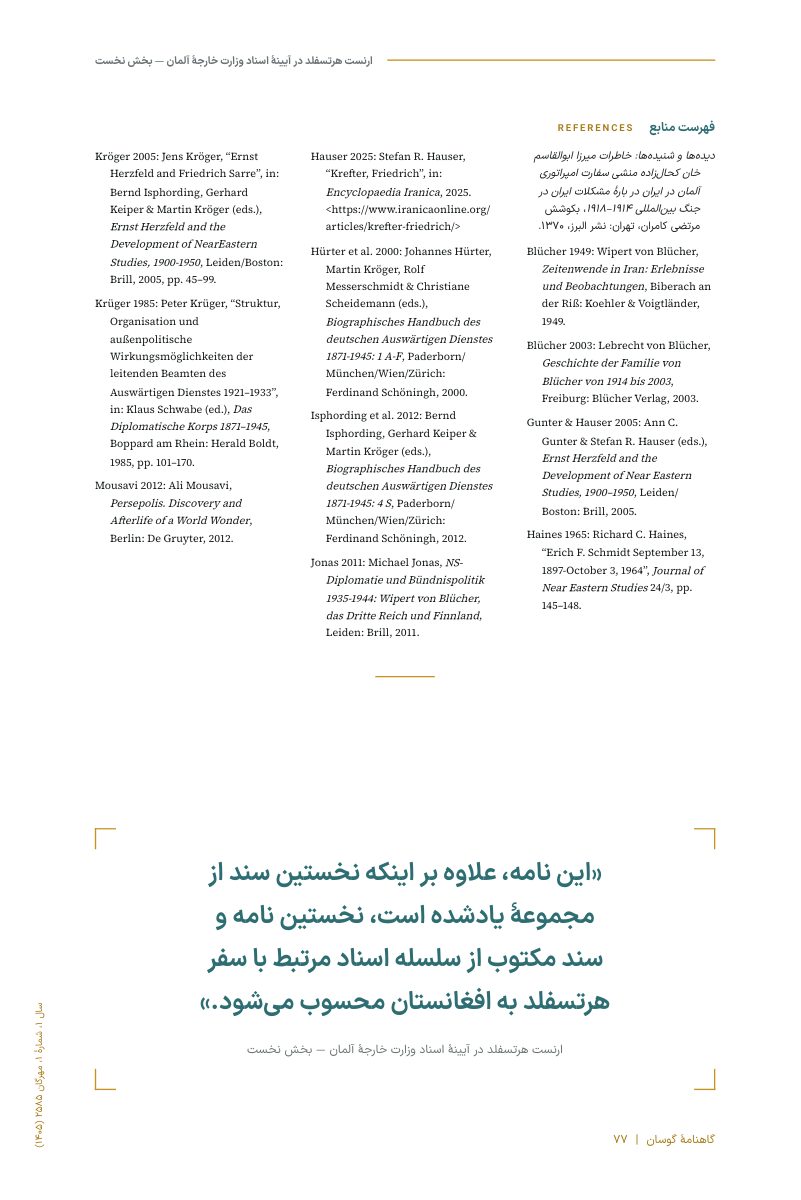 ارنست هرتسفلد در آیینهٔ اسناد وزارت خارجهٔ آلمان — بخش نخست
فهرست منابع REFERENCES
دیده‌ها و شنیده‌ها: خاطرات میرزا ابوالقاسم
خان کحال‌زاده منشی سفارت امپراتوری
آلمان در ایران در بارهٔ مشکلات ایران در
جنگ بین‌المللی ۱۹۱۴-۱۹۱۸، بکوشش
مرتضی کامران، تهران: نشر البرز، ۱۳۷۰.
Blücher 1949: Wipert von Blücher,
Zeitenwende in Iran: Erlebnisse
und Beobachtungen, Biberach an
der Riß: Koehler & Voigtländer,
1949.
Blücher 2003: Lebrecht von Blücher,
Geschichte der Familie von
Blücher von 1914 bis 2003,
Freiburg: Blücher Verlag, 2003.
Gunter & Hauser 2005: Ann C.
Gunter & Stefan R. Hauser (eds.),
Ernst Herzfeld and the
Development of Near Eastern
Studies, 1900–1950, Leiden/
Boston: Brill, 2005.
Haines 1965: Richard C. Haines,
“Erich F. Schmidt September 13,
1897-October 3, 1964”, Journal of
Near Eastern Studies 24/3, pp.
145–148.
Hauser 2025: Stefan R. Hauser,
“Krefter, Friedrich”, in:
Encyclopaedia Iranica, 2025.
<https://www.iranicaonline.org/
articles/krefter-friedrich/>
Hürter et al. 2000: Johannes Hürter,
Martin Kröger, Rolf
Messerschmidt & Christiane
Scheidemann (eds.),
Biographisches Handbuch des
deutschen Auswärtigen Dienstes
1871-1945: 1 A-F, Paderborn/
München/Wien/Zürich:
Ferdinand Schöningh, 2000.
Isphording et al. 2012: Bernd
Isphording, Gerhard Keiper &
Martin Kröger (eds.),
Biographisches Handbuch des
deutschen Auswärtigen Dienstes
1871-1945: 4 S, Paderborn/
München/Wien/Zürich:
Ferdinand Schöningh, 2012.
Jonas 2011: Michael Jonas, NS-
Diplomatie und Bündnispolitik
1935-1944: Wipert von Blücher,
das Dritte Reich und Finnland,
Leiden: Brill, 2011.
Kröger 2005: Jens Kröger, “Ernst
Herzfeld and Friedrich Sarre”, in:
Bernd Isphording, Gerhard
Keiper & Martin Kröger (eds.),
Ernst Herzfeld and the
Development of NearEastern
Studies, 1900-1950, Leiden/Boston:
Brill, 2005, pp. 45–99.
Krüger 1985: Peter Krüger, “Struktur,
Organisation und
außenpolitische
Wirkungsmöglichkeiten der
leitenden Beamten des
Auswärtigen Dienstes 1921–1933”,
in: Klaus Schwabe (ed.), Das
Diplomatische Korps 1871–1945,
Boppard am Rhein: Herald Boldt,
1985, pp. 101–170.
Mousavi 2012: Ali Mousavi,
Persepolis. Discovery and
Afterlife of a World Wonder,
Berlin: De Gruyter, 2012.
«این نامه، علاوه بر اینکه نخستین سند از
مجموعهٔ یادشده است، نخستین نامه و
سند مکتوب از سلسله اسناد مرتبط با سفر
هرتسفلد به افغانستان محسوب می‌شود.»
ارنست هرتسفلد در آیینهٔ اسناد وزارت خارجهٔ آلمان — بخش نخست
سال ۱، شمارهٔ ۱، مهرگان ۲۵۸۵ (۱۴۰۵)
گاهنامهٔ گوسان | ۷۷